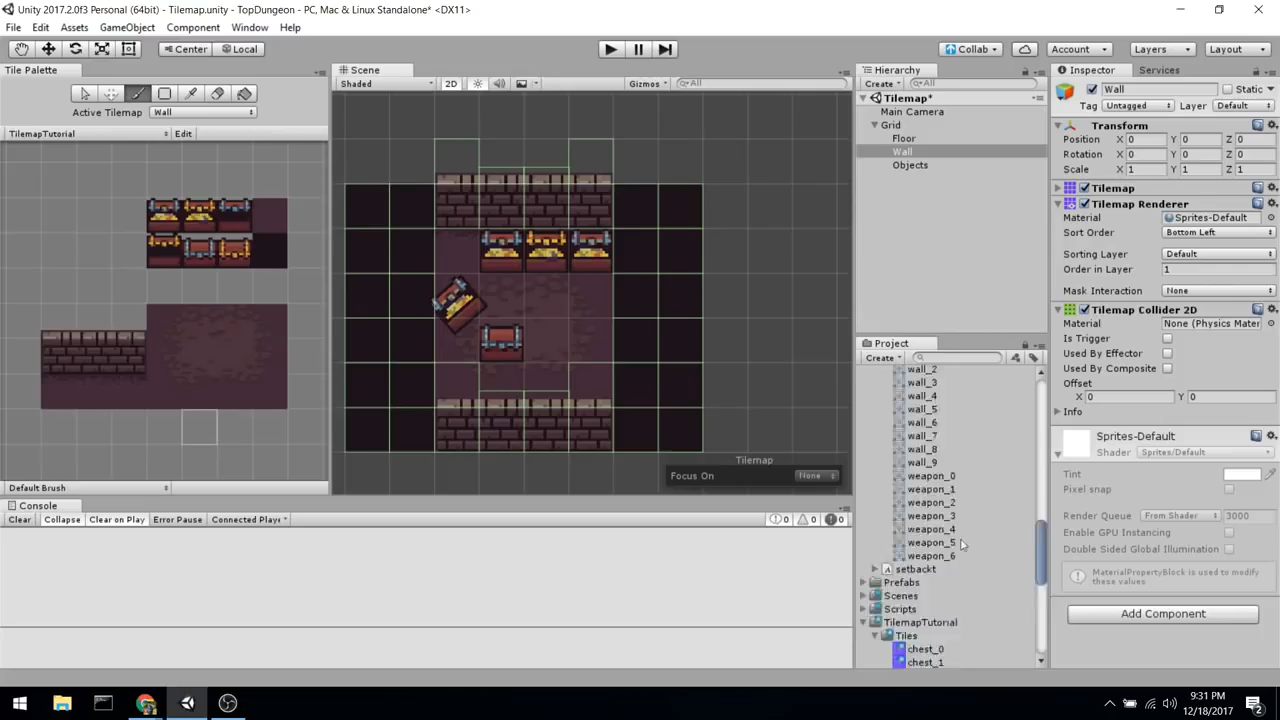 Unity 2017.2.0f3 Personal (64bit) - Tilemap.unity - TopDungeon - PC, Mac & Linux Standalone* <DX11>
File Edit Assets GameObject Component Window Help
Center Local Collab Account Layers Layout
Tile Palette
Active Tilemap Wall
TilemapTutorial Edit
Default Brush
Scene
Shaded 2D Gizmos All
Tilemap
Focus On None
Console
Clear Collapse Clear on Play Error Pause Connected Playe 0 0 0
Hierarchy
Create All
Tilemap*
Main Camera
Grid
Floor
Wall
Objects
Project
Create
wall_2
wall_3
wall_4
wall_5
wall_6
wall_7
wall_8
wall_9
weapon_0
weapon_1
weapon_2
weapon_3
weapon_4
weapon_5
weapon_6
setbackt
Prefabs
Scenes
Scripts
TilemapTutorial
Tiles
chest_0
chest_1
Inspector Services
Wall Static
Tag Untagged Layer Default
Transform
Position X 0 Y 0 Z 0
Rotation X 0 Y 0 Z 0
Scale X 1 Y 1 Z 1
Tilemap
Tilemap Renderer
Material Sprites-Default
Sort Order Bottom Left
Sorting Layer Default
Order in Layer 1
Mask Interaction None
Tilemap Collider 2D
Material None (Physics Mater
Is Trigger
Used By Effector
Used By Composite
Offset
X 0 Y 0
Info
Sprites-Default
Shader Sprites/Default
Tint
Pixel snap
Render Queue From Shader 3000
Enable GPU Instancing
Double Sided Global Illumination
MaterialPropertyBlock is used to modify
these values
Add Component
9:31 PM
12/18/2017
2